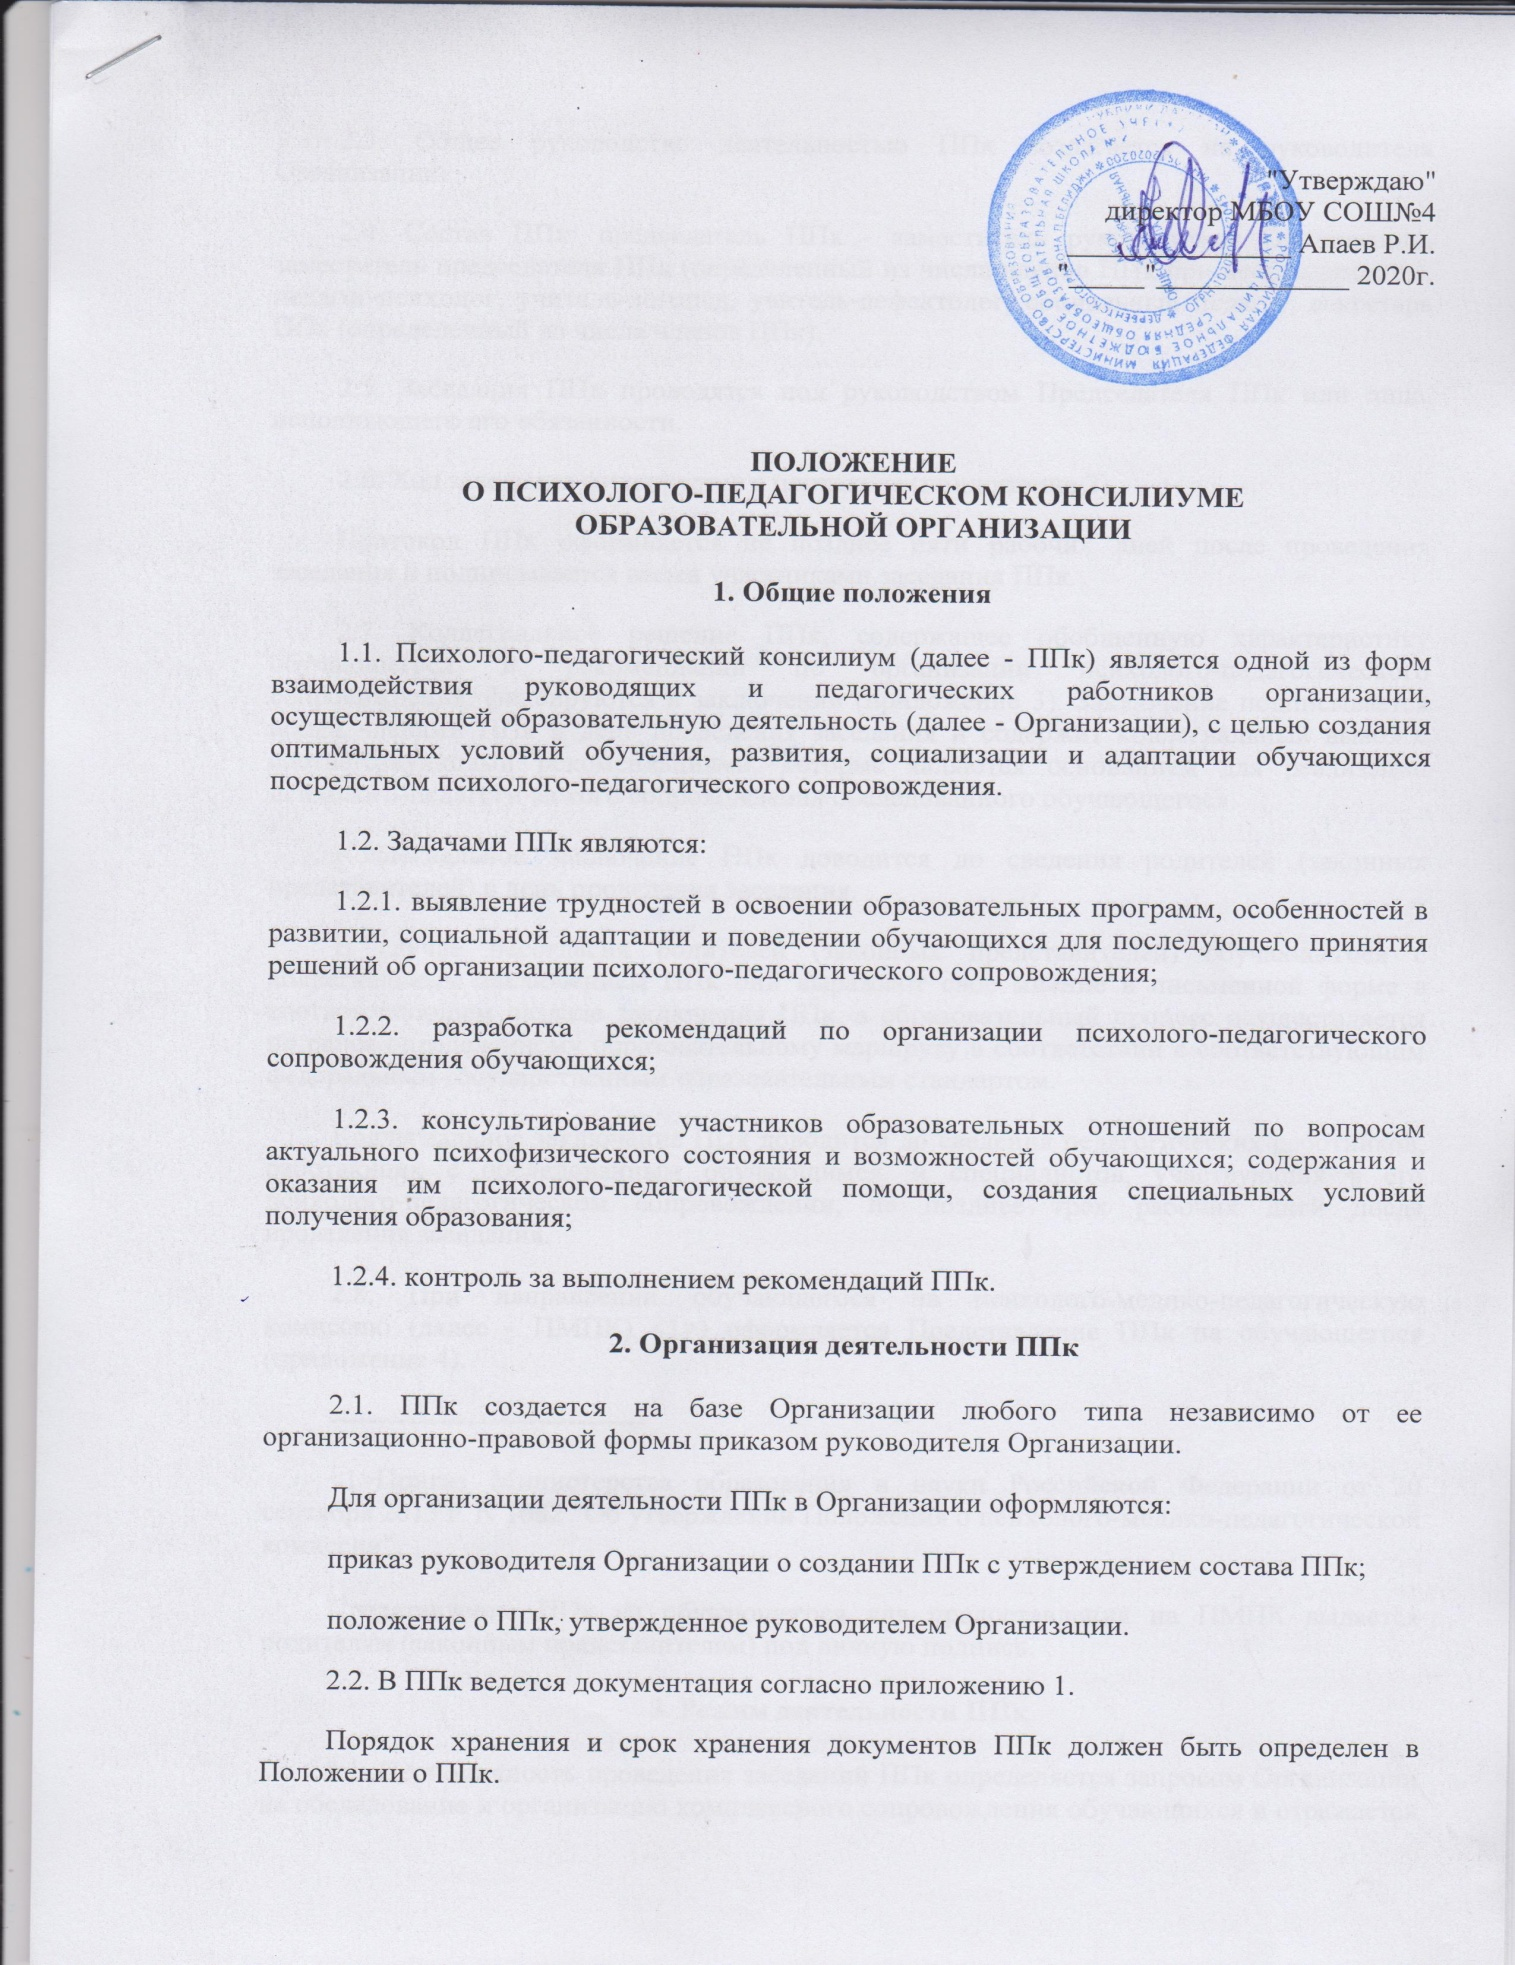 "Утверждаю"
директор МБОУ СОШ№4
________________ Апаев Р.И.
"_____"______________ 2020г.
ПОЛОЖЕНИЕ
О ПСИХОЛОГО-ПЕДАГОГИЧЕСКОМ КОНСИЛИУМЕ
ОБРАЗОВАТЕЛЬНОЙ ОРГАНИЗАЦИИ
1. Общие положения
1.1. Психолого-педагогический консилиум (далее - ППк) является одной из форм
взаимодействия руководящих и педагогических работников организации,
осуществляющей образовательную деятельность (далее - Организации), с целью создания
оптимальных условий обучения, развития, социализации и адаптации обучающихся
посредством психолого-педагогического сопровождения.
1.2. Задачами ППк являются:
1.2.1. выявление трудностей в освоении образовательных программ, особенностей в
развитии, социальной адаптации и поведении обучающихся для последующего принятия
решений об организации психолого-педагогического сопровождения;
1.2.2. разработка рекомендаций по организации психолого-педагогического
сопровождения обучающихся;
1.2.3. консультирование участников образовательных отношений по вопросам
актуального психофизического состояния и возможностей обучающихся; содержания и
оказания им психолого-педагогической помощи, создания специальных условий
получения образования;
1.2.4. контроль за выполнением рекомендаций ППк.
2. Организация деятельности ППк
2.1. ППк создается на базе Организации любого типа независимо от ее
организационно-правовой формы приказом руководителя Организации.
Для организации деятельности ППк в Организации оформляются:
приказ руководителя Организации о создании ППк с утверждением состава ППк;
положение о ППк, утвержденное руководителем Организации.
2.2. В ППк ведется документация согласно приложению 1.
Порядок хранения и срок хранения документов ППк должен быть определен в
Положении о ППк.